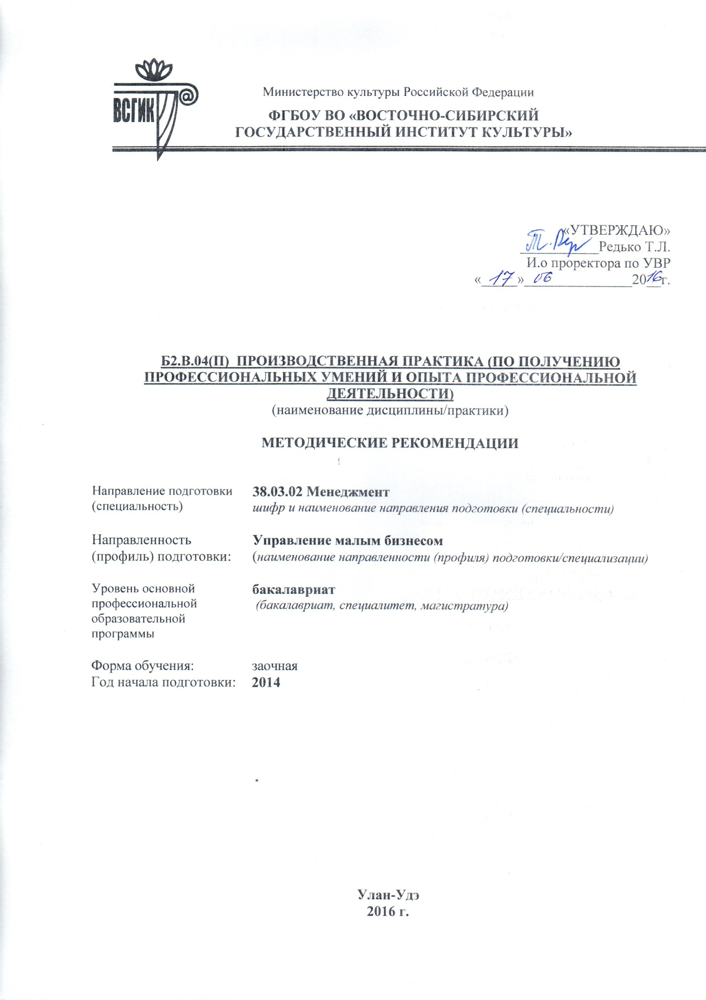 ВСГИК
Министерство культуры Российской Федерации
ФГБОУ ВО «ВОСТОЧНО-СИБИРСКИЙ
ГОСУДАРСТВЕННЫЙ ИНСТИТУТ КУЛЬТУРЫ»
«УТВЕРЖДАЮ»
___________Редько Т.Л.
И.о проректора по УВР
«17» 06 2016г.
Б2.В.04(П) ПРОИЗВОДСТВЕННАЯ ПРАКТИКА (ПО ПОЛУЧЕНИЮ
ПРОФЕССИОНАЛЬНЫХ УМЕНИЙ И ОПЫТА ПРОФЕССИОНАЛЬНОЙ
ДЕЯТЕЛЬНОСТИ)
(наименование дисциплины/практики)
МЕТОДИЧЕСКИЕ РЕКОМЕНДАЦИИ
Направление подготовки 38.03.02 Менеджмент
(специальность) шифр и наименование направления подготовки (специальности)
Направленность Управление малым бизнесом
(профиль) подготовки: (наименование направленности (профиля) подготовки/специализации)
Уровень основной бакалавриат
профессиональной (бакалавриат, специалитет, магистратура)
образовательной
программы
Форма обучения: заочная
Год начала подготовки: 2014
Улан-Удэ
2016 г.